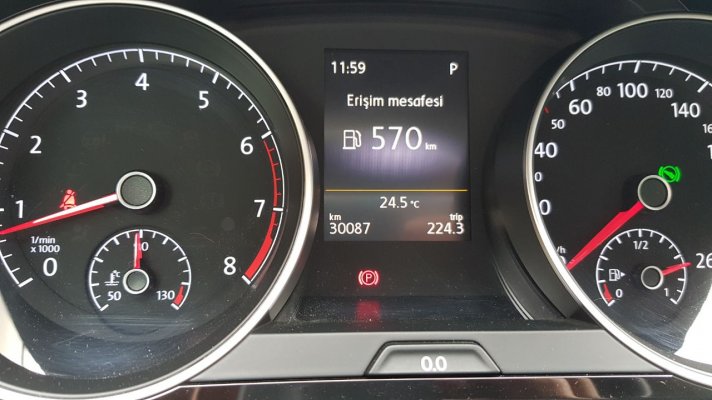 11:59 P
Erişim mesafesi
570 km
24.5 °C
km trip
30087 224.3
0 1 2 3 4 5 6 7 8
1/min
x 1000
50 90 130
40 50 60 80 100 120 140
0 1/2 1
0.0